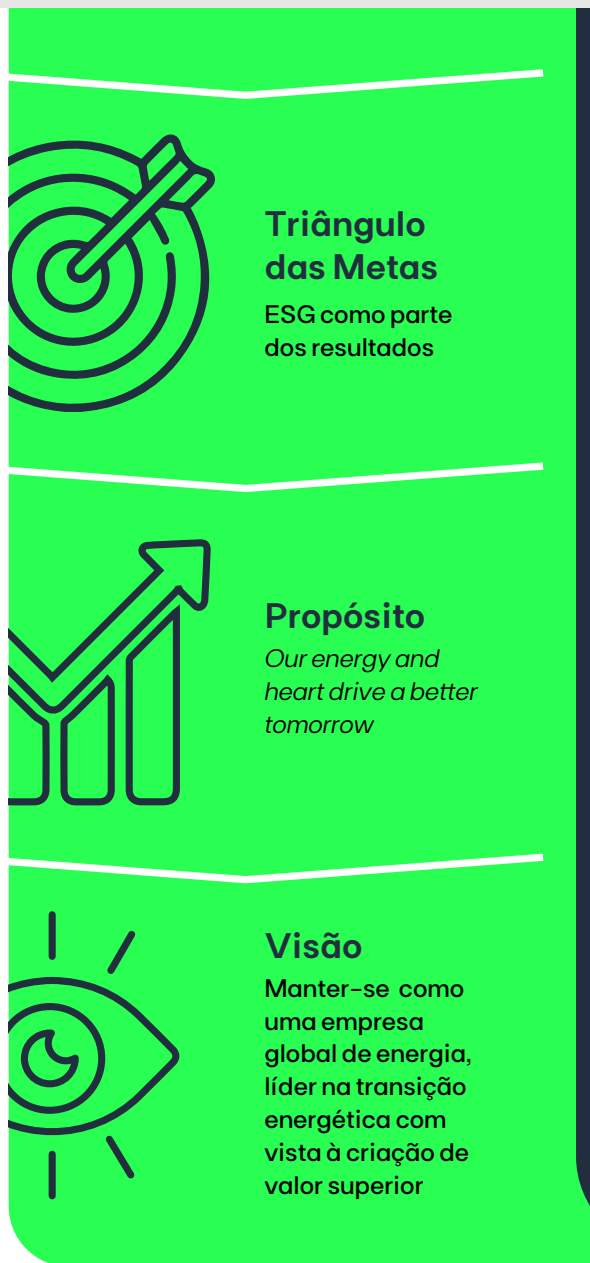 Triângulo
das Metas
ESG como parte
dos resultados
Propósito
Our energy and
heart drive a better
tomorrow
Visão
Manter-se como
uma empresa
global de energia,
líder na transição
energética com
vista à criação de
valor superior